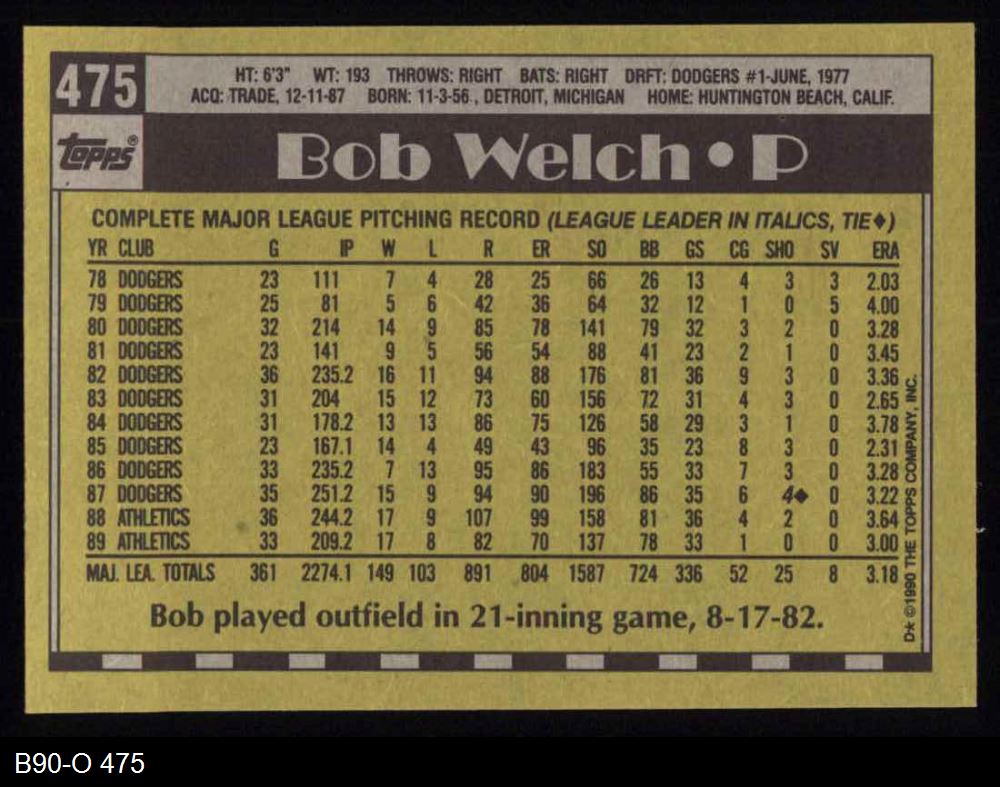 475
HT: 6'3" WT: 193 THROWS: RIGHT BATS: RIGHT DRFT: DODGERS #1-JUNE, 1977
ACQ: TRADE, 12-11-87 BORN: 11-3-56, DETROIT, MICHIGAN HOME: HUNTINGTON BEACH, CALIF.
TOPPS®
Bob Welch • P
COMPLETE MAJOR LEAGUE PITCHING RECORD (LEAGUE LEADER IN ITALICS, TIE♦)
YR CLUB G IP W L R ER SO BB GS CG SHO SV ERA
78 DODGERS 23 111 7 4 28 25 66 26 13 4 3 3 2.03
79 DODGERS 25 81 5 6 42 36 64 32 12 1 0 5 4.00
80 DODGERS 32 214 14 9 85 78 141 79 32 3 2 0 3.28
81 DODGERS 23 141 9 5 56 54 88 41 23 2 1 0 3.45
82 DODGERS 36 235.2 16 11 94 88 176 81 36 9 3 0 3.36
83 DODGERS 31 204 15 12 73 60 156 72 31 4 3 0 2.65
84 DODGERS 31 178.2 13 13 86 75 126 58 29 3 1 0 3.78
85 DODGERS 23 167.1 14 4 49 43 96 35 23 8 3 0 2.31
86 DODGERS 33 235.2 7 13 95 86 183 55 33 7 3 0 3.28
87 DODGERS 35 251.2 15 9 94 90 196 86 35 6 4♦ 0 3.22
88 ATHLETICS 36 244.2 17 9 107 99 158 81 36 4 2 0 3.64
89 ATHLETICS 33 209.2 17 8 82 70 137 78 33 1 0 0 3.00
MAJ. LEA. TOTALS 361 2274.1 149 103 891 804 1587 724 336 52 25 8 3.18
Bob played outfield in 21-inning game, 8-17-82.
D* ©1990 THE TOPPS COMPANY, INC.
B90-O 475